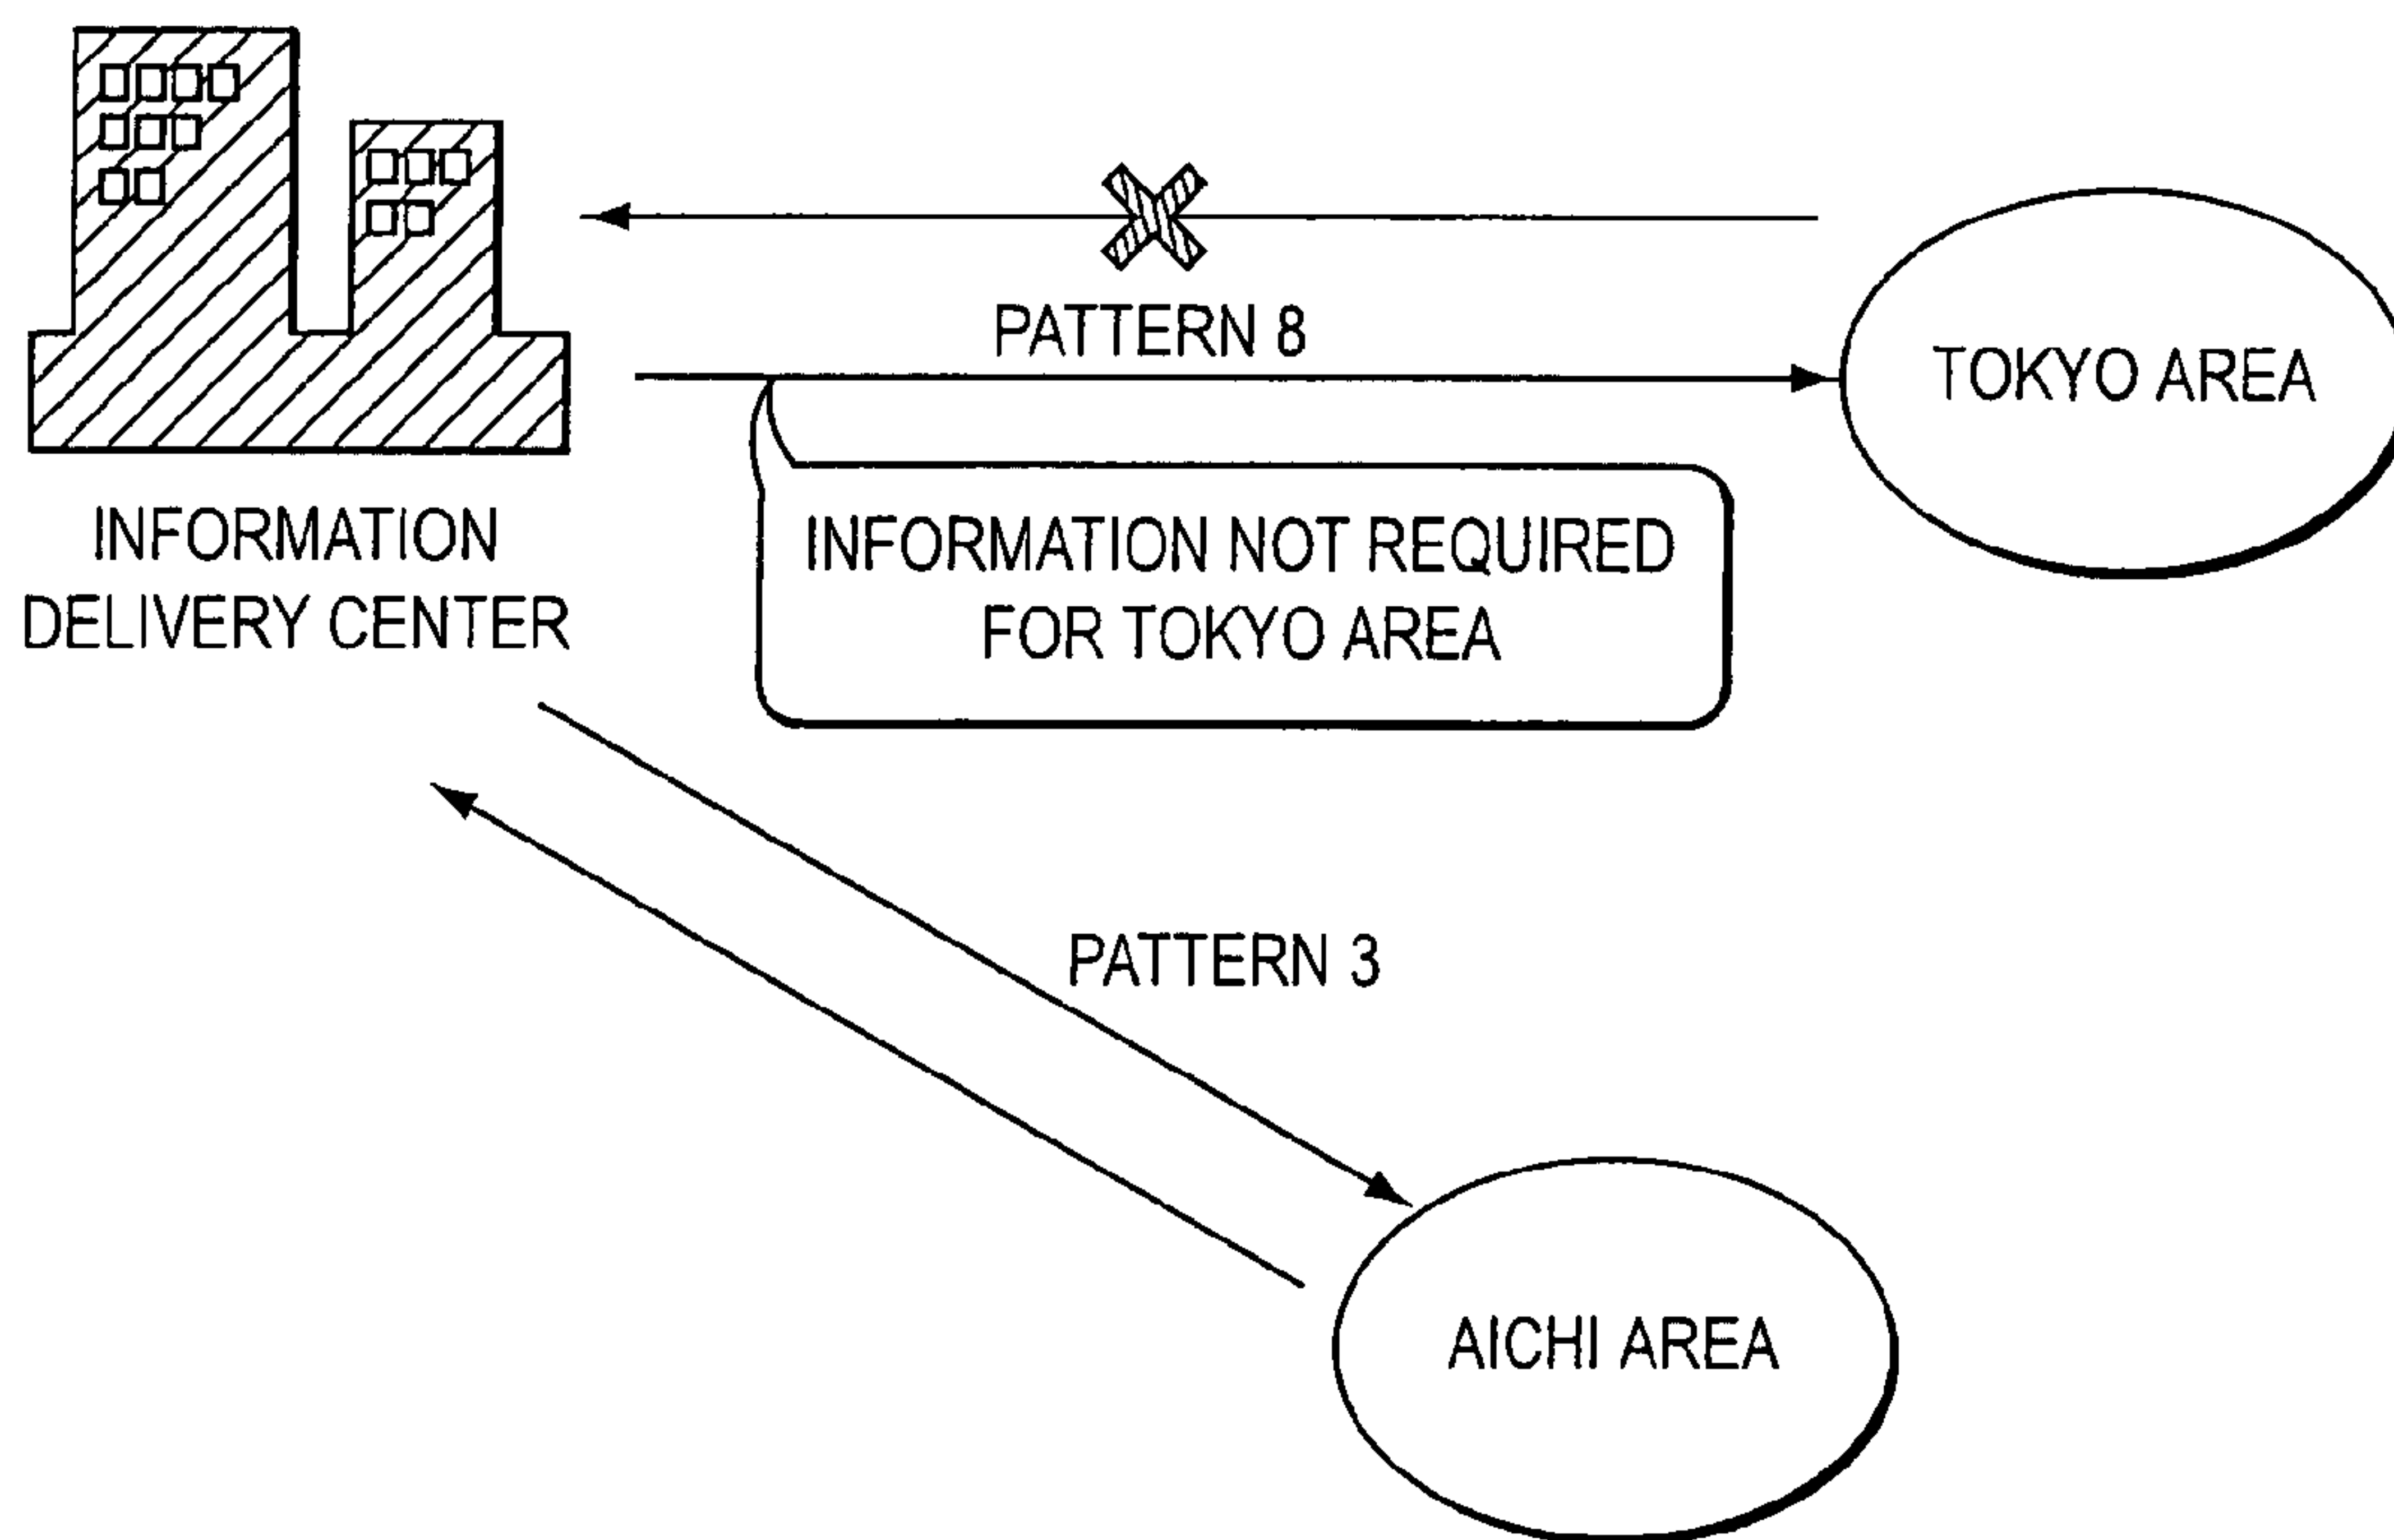 PATTERN 8
TOKYO AREA
INFORMATION
DELIVERY CENTER
INFORMATION NOT REQUIRED
FOR TOKYO AREA
PATTERN 3
AICHI AREA